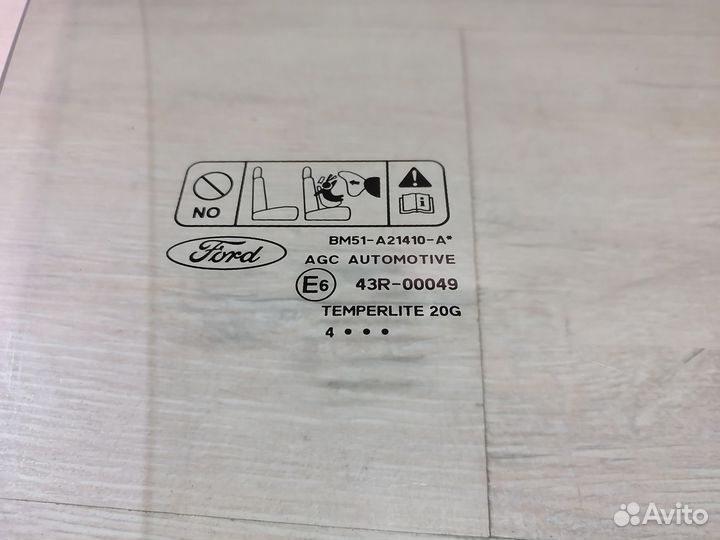 NO
Ford
BM51-A21410-A*
AGC AUTOMOTIVE
E6 43R-00049
TEMPERLITE 20G
4 • • •
Avito